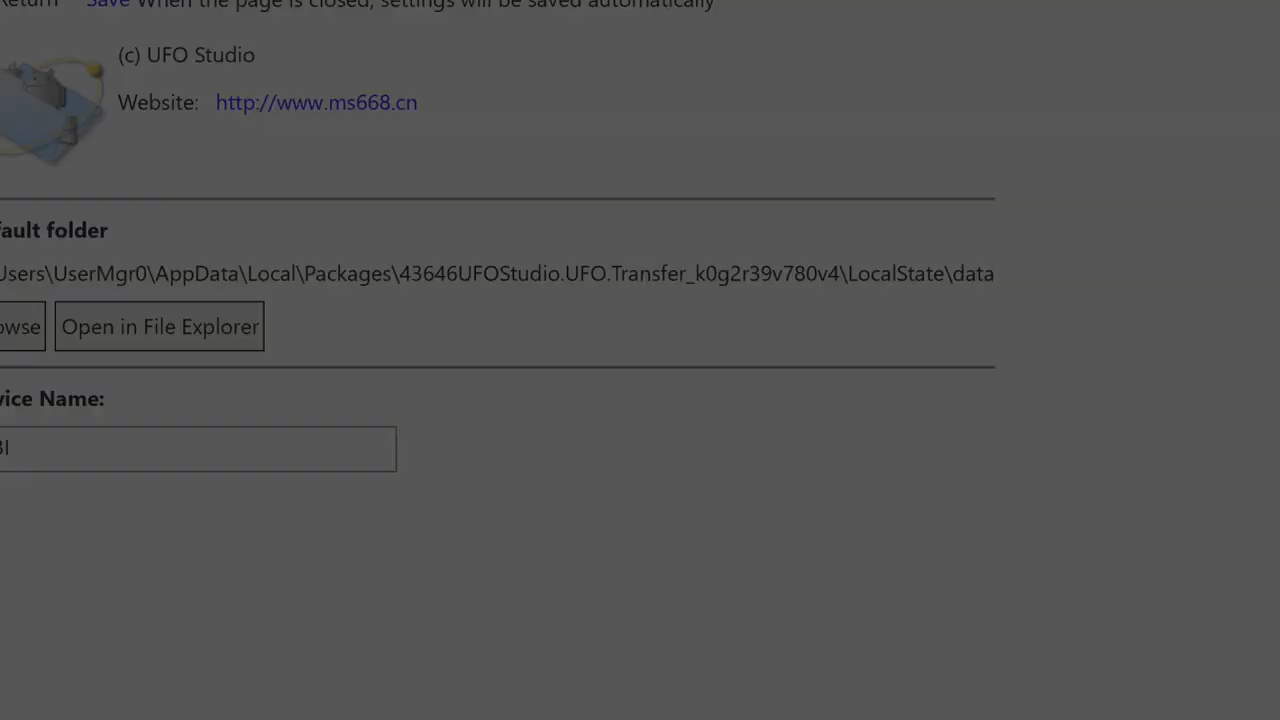 Return Save When the page is closed, settings will be saved automatically
(c) UFO Studio
Website: http://www.ms668.cn
fault folder
Users\UserMgr0\AppData\Local\Packages\43646UFOStudio.UFO.Transfer_k0g2r39v780v4\LocalState\data
owse Open in File Explorer
vice Name: